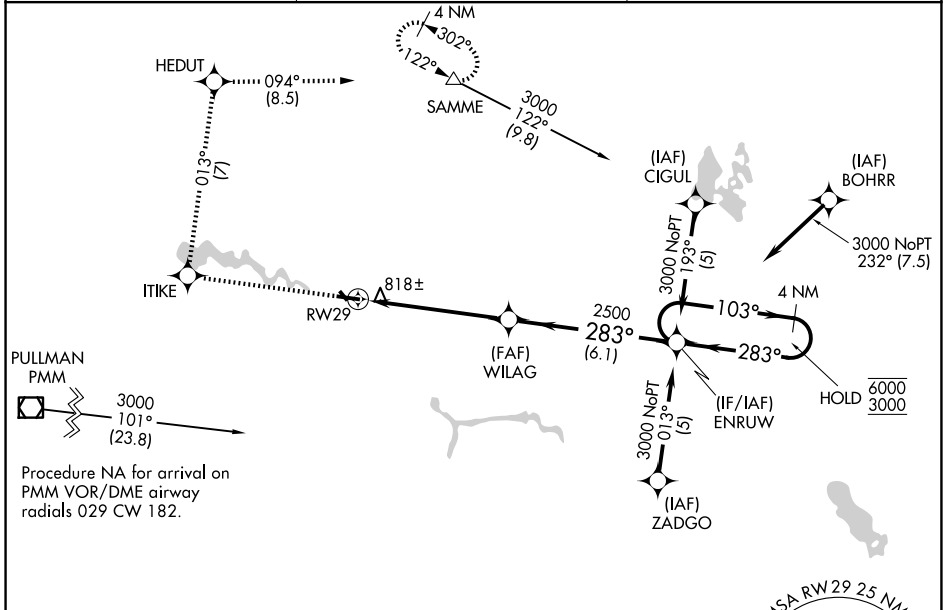 4 NM
302°
122°
HEDUT
094°
(8.5)
SAMME
3000
122°
(9.8)
013°
(7)
(IAF)
CIGUL
(IAF)
BOHRR
3000 NoPT
232° (7.5)
3000 NoPT
193°
(5)
ITIKE
818±
RW29
2500
283°
(6.1)
103°
4 NM
283°
(FAF)
WILAG
HOLD
6000
3000
(IF/IAF)
ENRUW
PULLMAN
PMM
3000
101°
(23.8)
3000 NoPT
013°
(5)
Procedure NA for arrival on
PMM VOR/DME airway
radials 029 CW 182.
(IAF)
ZADGO
MSA RW29 25 NM